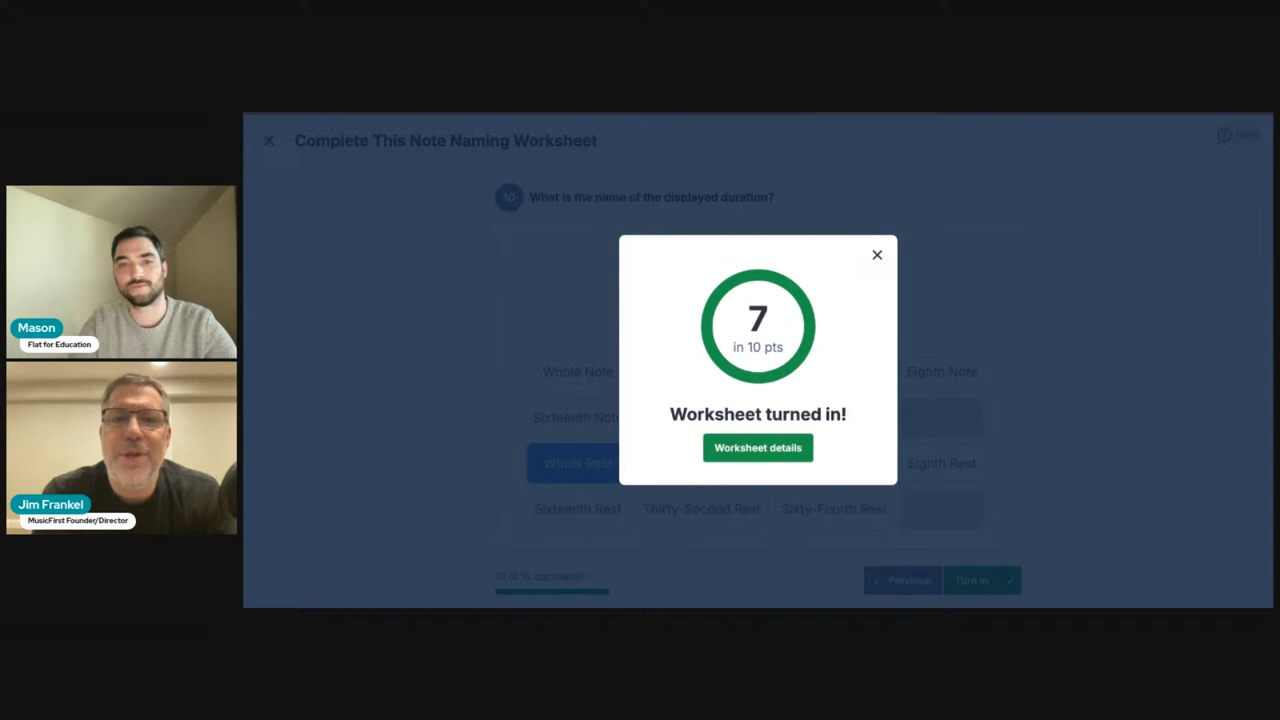 Complete This Note Naming Worksheet
10 What is the name of the displayed duration?
7
in 10 pts
Worksheet turned in!
Worksheet details
Whole Note
Eighth Note
Sixteenth Note
Whole Rest
Eighth Rest
Sixteenth Rest
Thirty-Second Rest
Sixty-Fourth Rest
Previous
Turn in
Mason
Flat for Education
Jim Frankel
MusicFirst Founder/Director